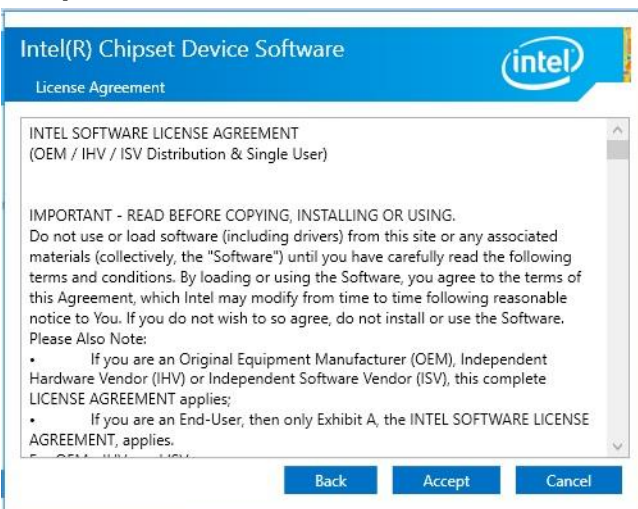 Intel(R) Chipset Device Software
intel
License Agreement
INTEL SOFTWARE LICENSE AGREEMENT
(OEM / IHV / ISV Distribution & Single User)
IMPORTANT - READ BEFORE COPYING, INSTALLING OR USING.
Do not use or load software (including drivers) from this site or any associated
materials (collectively, the "Software") until you have carefully read the following
terms and conditions. By loading or using the Software, you agree to the terms of
this Agreement, which Intel may modify from time to time following reasonable
notice to You. If you do not wish to so agree, do not install or use the Software.
Please Also Note:
• If you are an Original Equipment Manufacturer (OEM), Independent
Hardware Vendor (IHV) or Independent Software Vendor (ISV), this complete
LICENSE AGREEMENT applies;
• If you are an End-User, then only Exhibit A, the INTEL SOFTWARE LICENSE
AGREEMENT, applies.
Back Accept Cancel